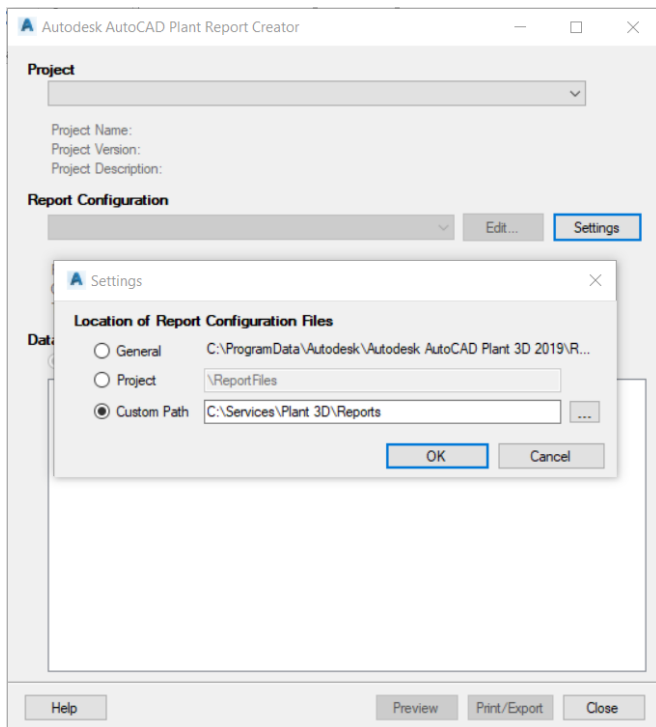 Autodesk AutoCAD Plant Report Creator
Project
Project Name:
Project Version:
Project Description:
Report Configuration
Edit...
Settings
Settings
Location of Report Configuration Files
General C:\ProgramData\Autodesk\Autodesk AutoCAD Plant 3D 2019\R...
Project \ReportFiles
Custom Path C:\Services\Plant 3D\Reports ...
OK Cancel
Data
Help Preview Print/Export Close